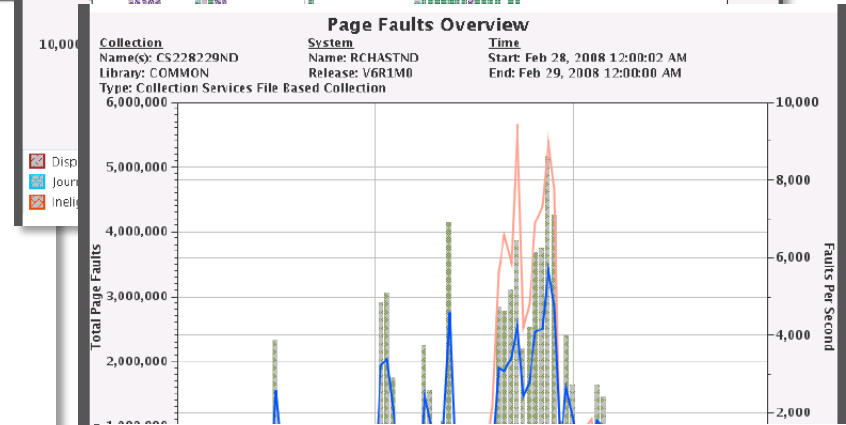 Page Faults Overview
Collection System Time
Name(s): CS228229ND Name: RCHASTND Start: Feb 28, 2008 12:00:02 AM
Library: COMMON Release: V6R1M0 End: Feb 29, 2008 12:00:00 AM
Type: Collection Services File Based Collection
10,000
Disp
Journ
Inelig
Total Page Faults
6,000,000
5,000,000
4,000,000
3,000,000
2,000,000
10,000
8,000
6,000
4,000
2,000
Faults Per Second